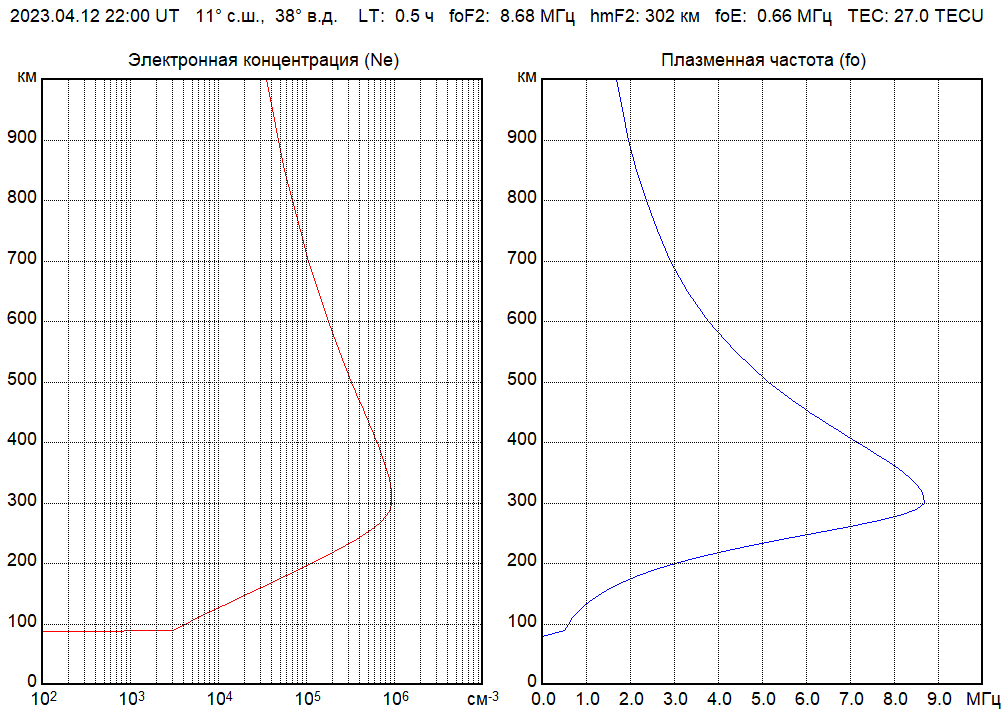 2023.04.12 22:00 UT 11° с.ш., 38° в.д. LT: 0.5 ч foF2: 8.68 МГц hmF2: 302 км foE: 0.66 МГц TEC: 27.0 TECU
Электронная концентрация (Ne)
км
900
800
700
600
500
400
300
200
100
0
10² 10³ 10⁴ 10⁵ 10⁶ см⁻³
Плазменная частота (fo)
км
900
800
700
600
500
400
300
200
100
0
0.0 1.0 2.0 3.0 4.0 5.0 6.0 7.0 8.0 9.0 МГц